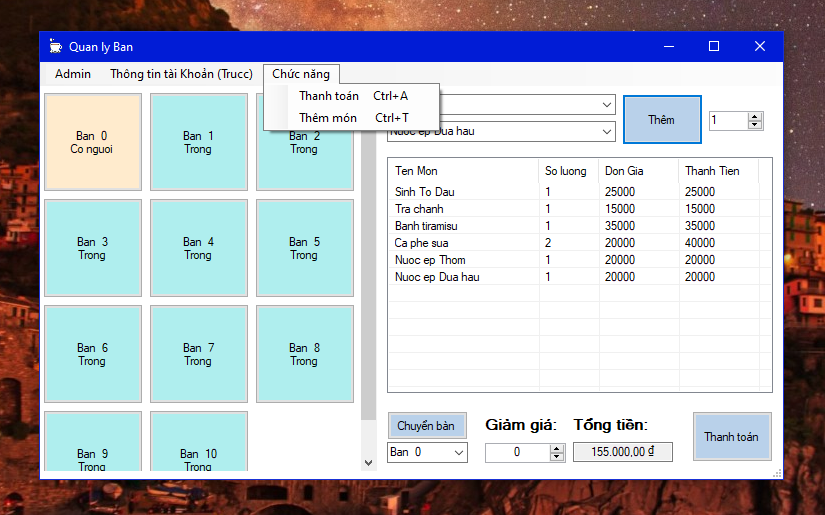 Quan ly Ban
Admin Thông tin tài Khoản (Trucc) Chức năng
Thanh toán Ctrl+A
Thêm món Ctrl+T
Ban 0
Co nguoi
Ban 1
Trong
Ban 2
Trong
Ban 3
Trong
Ban 4
Trong
Ban 5
Trong
Ban 6
Trong
Ban 7
Trong
Ban 8
Trong
Ban 9
Trong
Ban 10
Trong
Nuoc ep Dua hau
Thêm
1
Ten Mon So luong Don Gia Thanh Tien
Sinh To Dau 1 25000 25000
Tra chanh 1 15000 15000
Banh tiramisu 1 35000 35000
Ca phe sua 2 20000 40000
Nuoc ep Thom 1 20000 20000
Nuoc ep Dua hau 1 20000 20000
Chuyển bàn Giảm giá: Tổng tiền:
Ban 0 0 155.000,00 ₫
Thanh toán